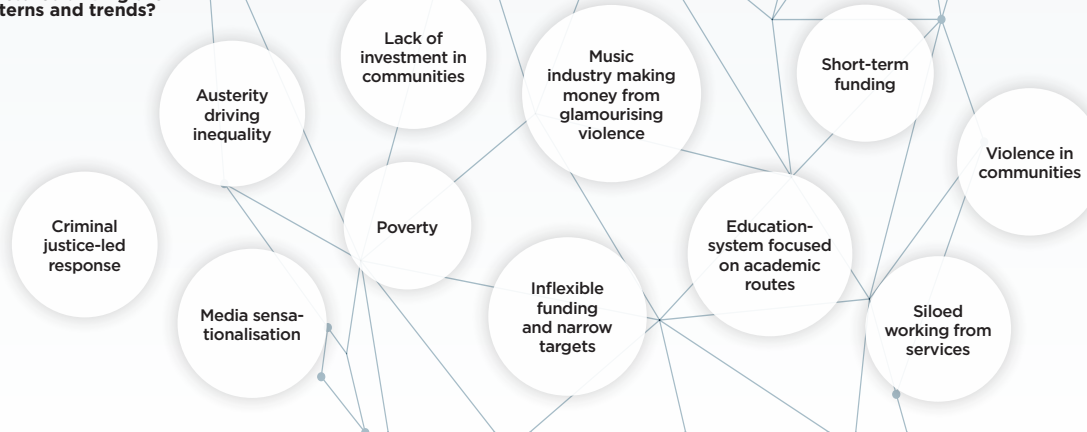 terns and trends?
Lack of
investment in
communities
Music
industry making
money from
glamourising
violence
Short-term
funding
Austerity
driving
inequality
Violence in
communities
Criminal
justice-led
response
Poverty
Education-
system focused
on academic
routes
Media sensa-
tionalisation
Inflexible
funding
and narrow
targets
Siloed
working from
services